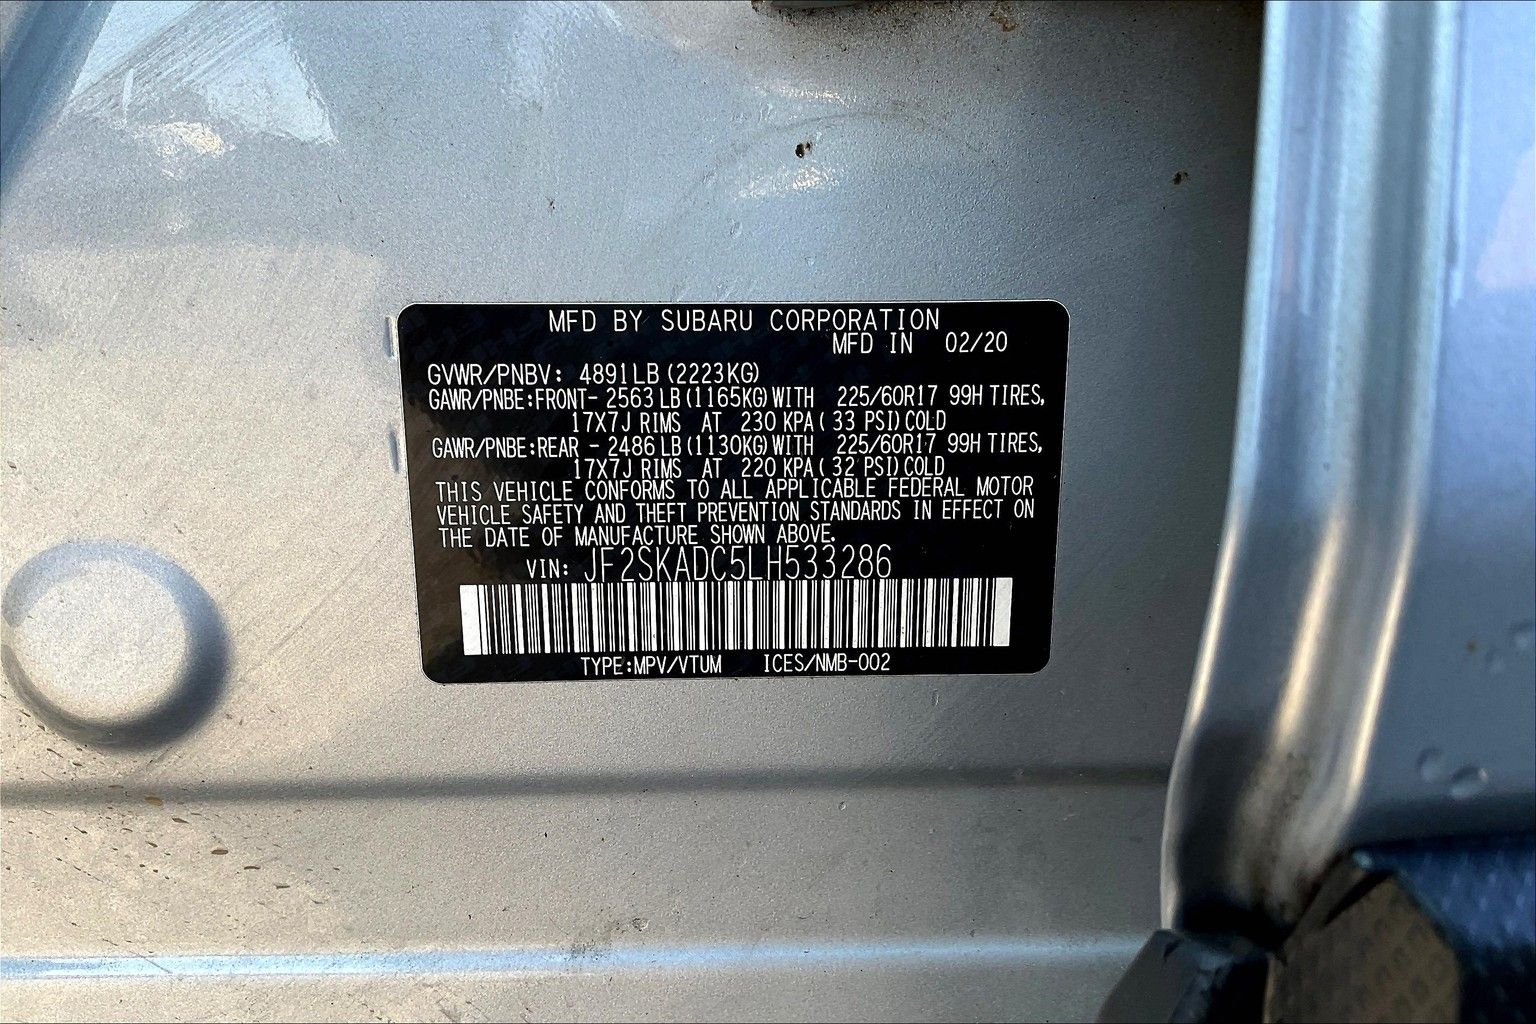 MFD BY SUBARU CORPORATION
MFD IN 02/20
GVWR/PNBV: 4891LB (2223KG)
GAWR/PNBE:FRONT- 2563LB (1165KG) WITH 225/60R17 99H TIRES,
17X7J RIMS AT 230 KPA( 33 PSI) COLD
GAWR/PNBE:REAR - 2486LB (1130KG) WITH 225/60R17 99H TIRES,
17X7J RIMS AT 220 KPA( 32 PSI) COLD
THIS VEHICLE CONFORMS TO ALL APPLICABLE FEDERAL MOTOR
VEHICLE SAFETY AND THEFT PREVENTION STANDARDS IN EFFECT ON
THE DATE OF MANUFACTURE SHOWN ABOVE.
VIN: JF2SKADC5LH533286
TYPE:MPV/VTUM ICES/NMB-002